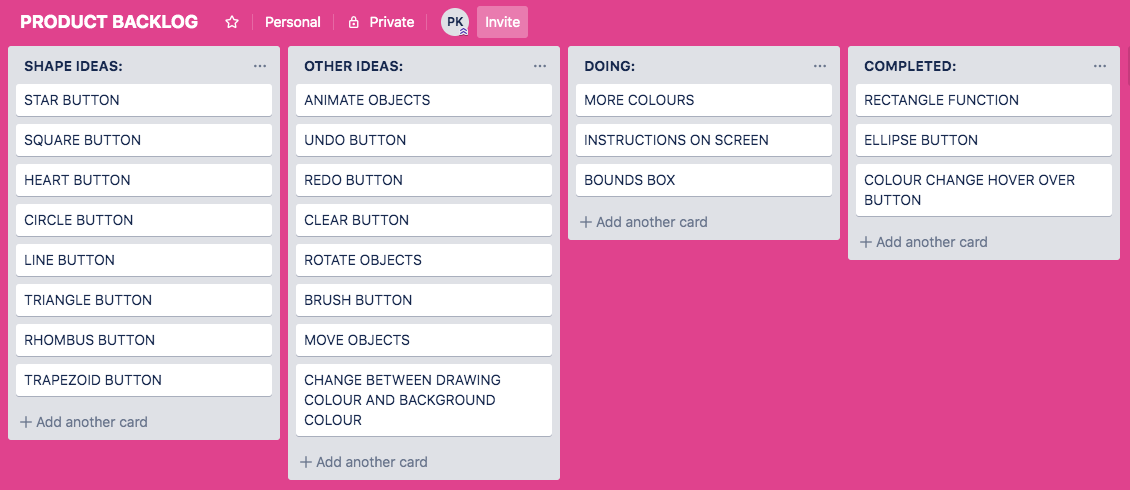 PRODUCT BACKLOG Personal Private PK Invite
SHAPE IDEAS:
STAR BUTTON
SQUARE BUTTON
HEART BUTTON
CIRCLE BUTTON
LINE BUTTON
TRIANGLE BUTTON
RHOMBUS BUTTON
TRAPEZOID BUTTON
+ Add another card
OTHER IDEAS:
ANIMATE OBJECTS
UNDO BUTTON
REDO BUTTON
CLEAR BUTTON
ROTATE OBJECTS
BRUSH BUTTON
MOVE OBJECTS
CHANGE BETWEEN DRAWING
COLOUR AND BACKGROUND
COLOUR
+ Add another card
DOING:
MORE COLOURS
INSTRUCTIONS ON SCREEN
BOUNDS BOX
+ Add another card
COMPLETED:
RECTANGLE FUNCTION
ELLIPSE BUTTON
COLOUR CHANGE HOVER OVER
BUTTON
+ Add another card